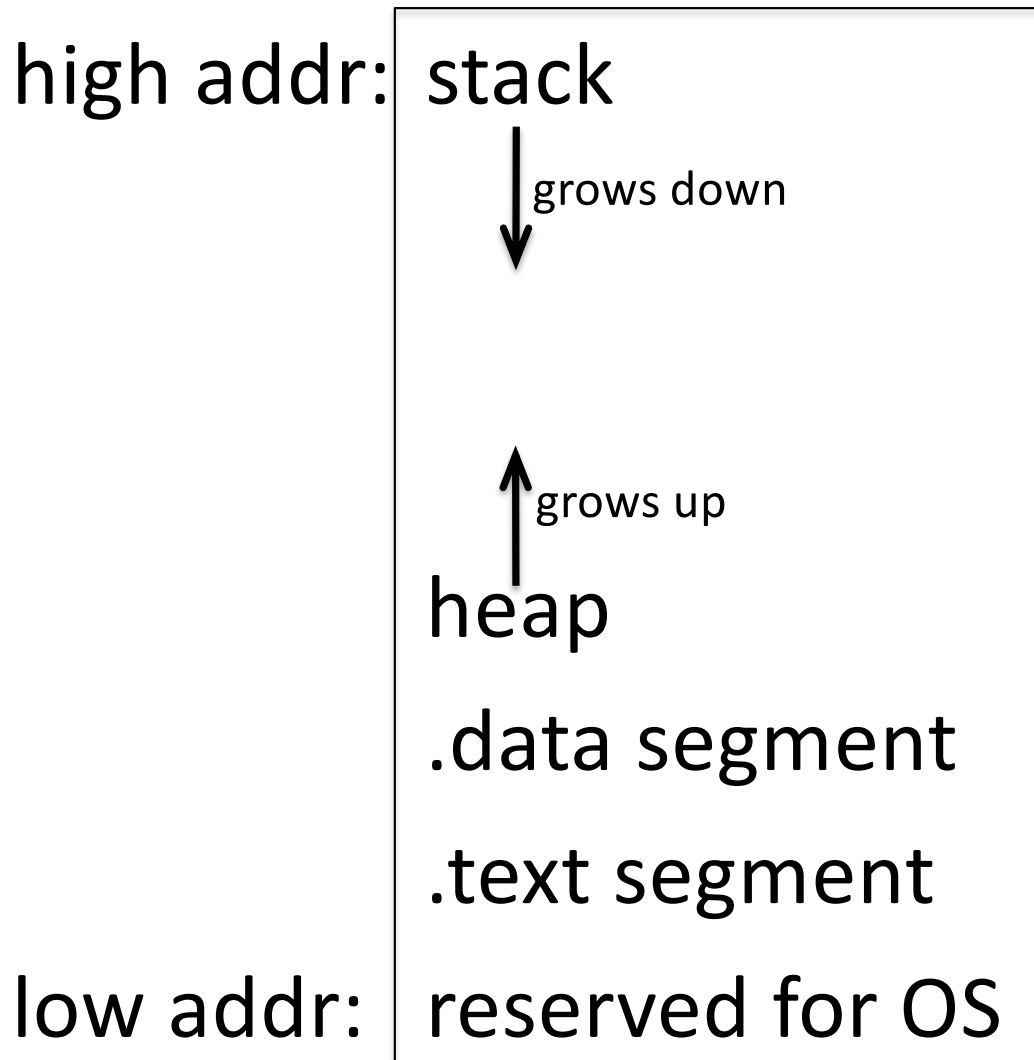 high addr: stack
grows down
grows up
heap
.data segment
.text segment
low addr: reserved for OS